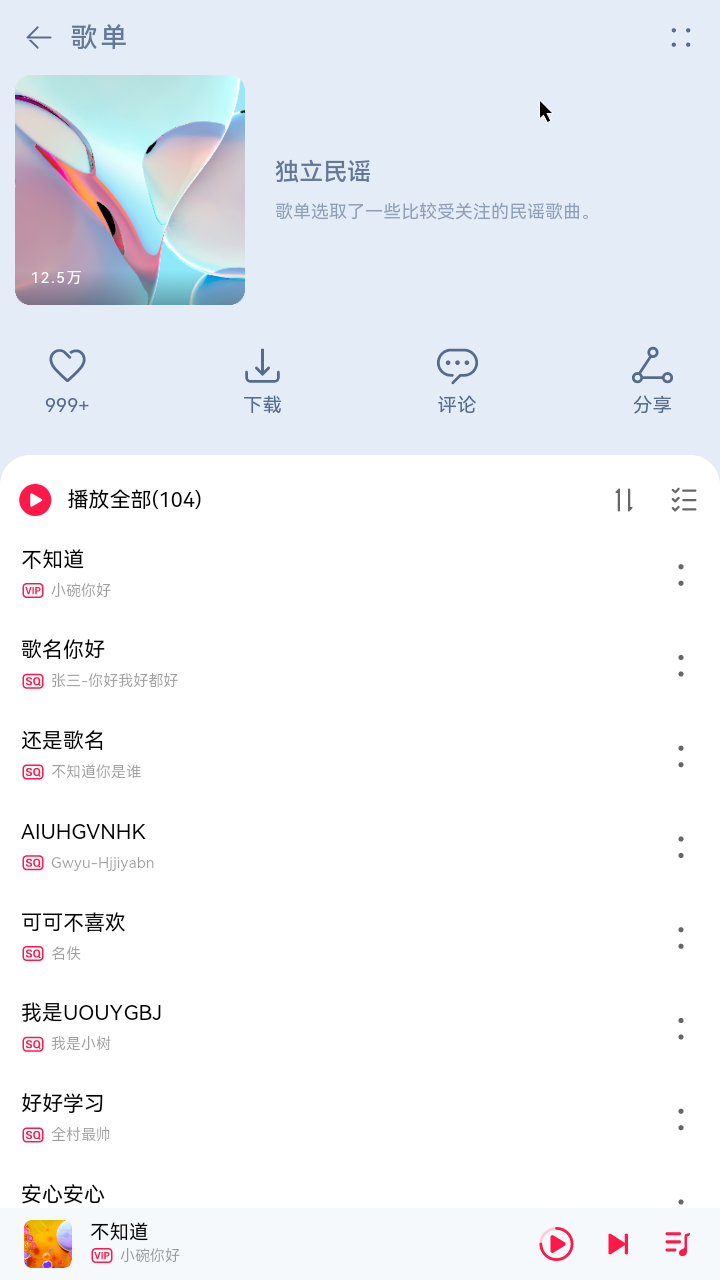 歌单
独立民谣
歌单选取了一些比较受关注的民谣歌曲。
12.5万
999+
下载
评论
分享
播放全部(104)
不知道
VIP 小碗你好
歌名你好
SQ 张三-你好我好都好
还是歌名
SQ 不知道你是谁
AIUHGVNHK
SQ Gwyu-Hjjiyabn
可可不喜欢
SQ 名佚
我是UOUYGBJ
SQ 我是小树
好好学习
SQ 全村最帅
安心安心
不知道
VIP 小碗你好